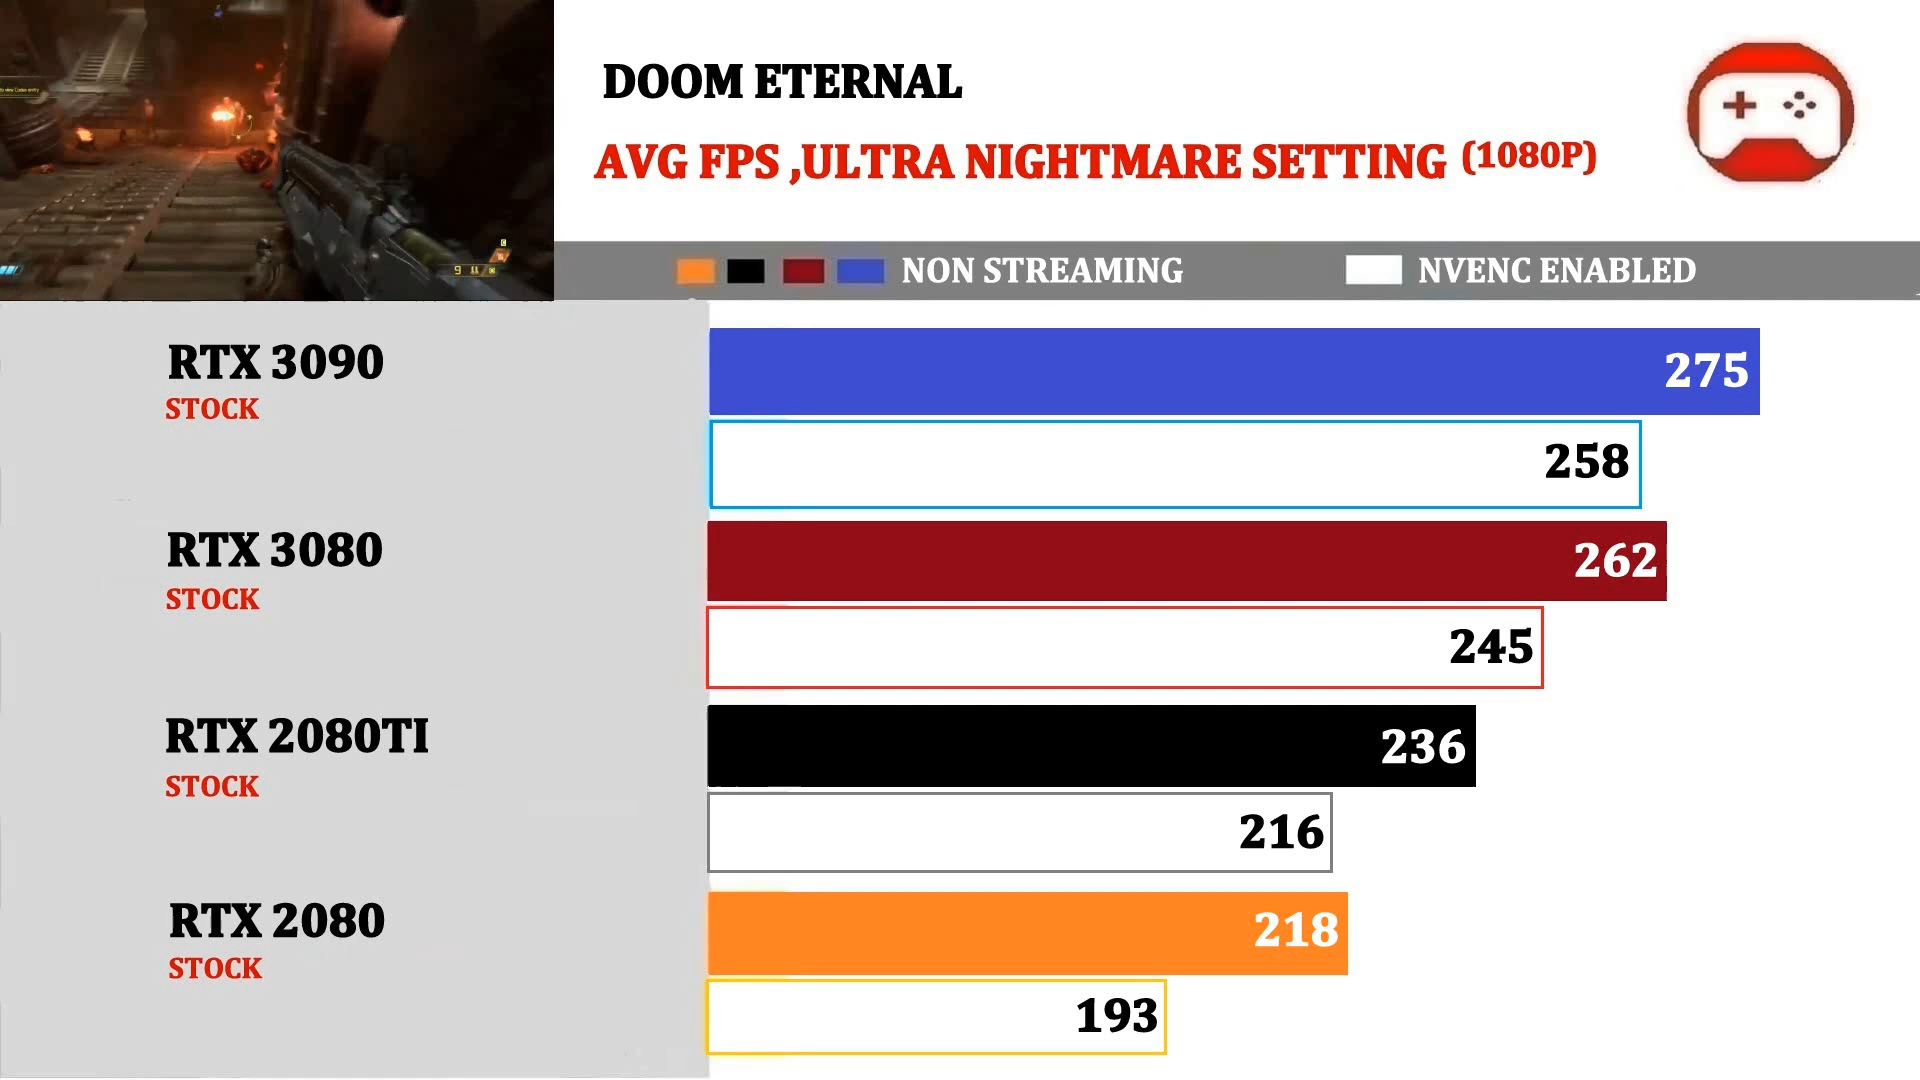 DOOM ETERNAL
AVG FPS ,ULTRA NIGHTMARE SETTING (1080P)
NON STREAMING
NVENC ENABLED
RTX 3090
STOCK
275
258
RTX 3080
STOCK
262
245
RTX 2080TI
STOCK
236
216
RTX 2080
STOCK
218
193